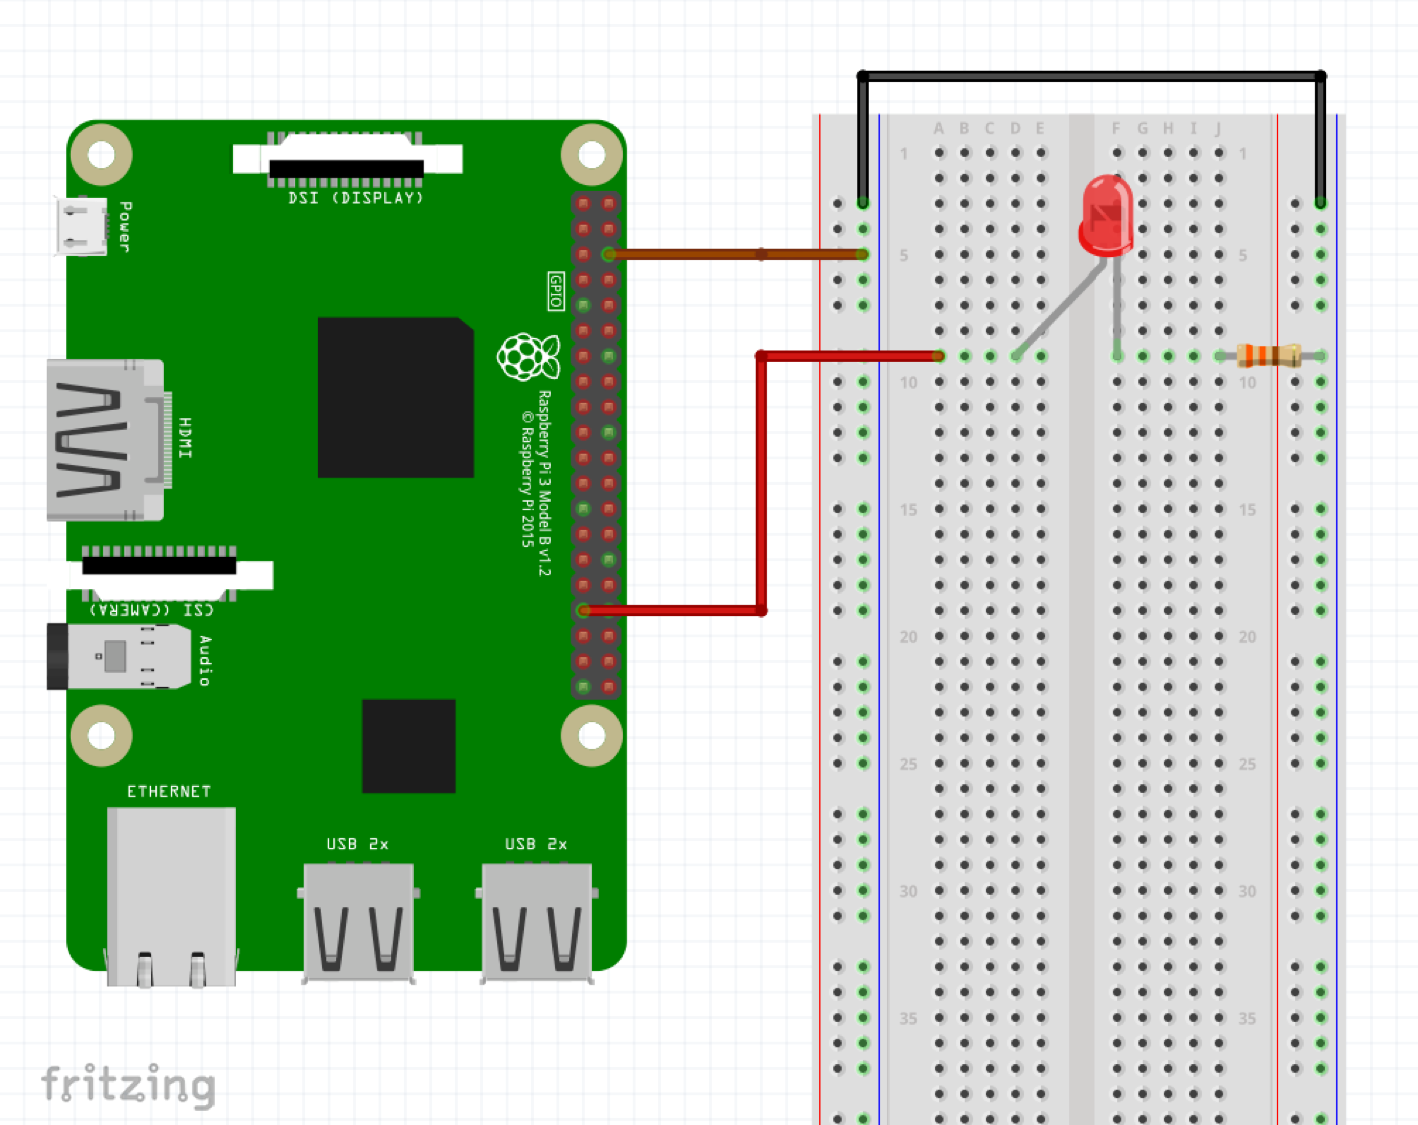 A B C D E F G H I J
1 1
DSI (DISPLAY)
Power
5 5
GPIO
10 10
Raspberry Pi 3 Model B v1.2
© Raspberry Pi 2015
HDMI
15 15
CSI (CAMERA)
20 20
Audio
25 25
ETHERNET
USB 2x USB 2x
30 30
35 35
fritzing